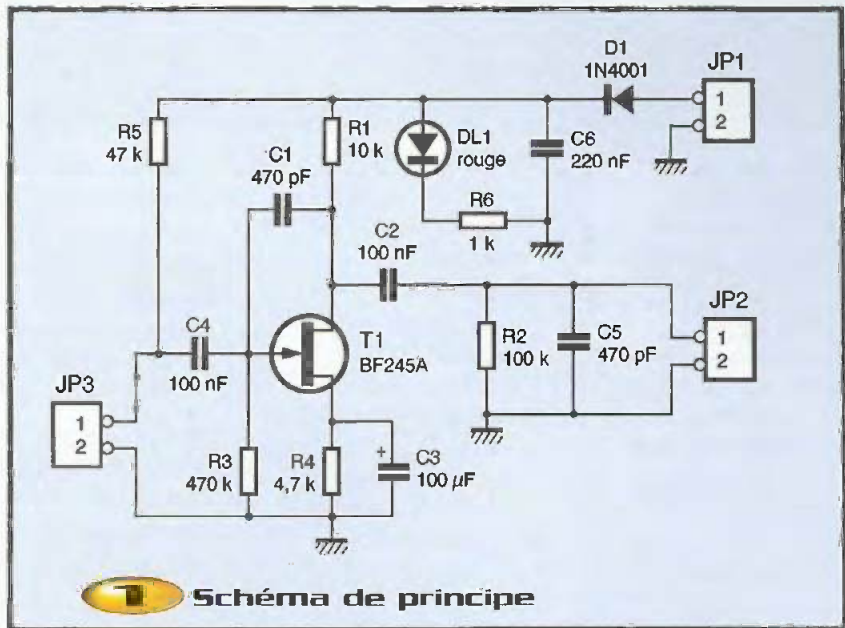 D1
1N4001
JP1
1
2
R5
47 k
R1
10 k
C1
470 pF
DL1
rouge
C6
220 nF
R6
1 k
C2
100 nF
JP2
1
2
C4
100 nF
T1
BF245A
R2
100 k
C5
470 pF
JP3
1
2
R3
470 k
R4
4,7 k
+
C3
100 µF
1 Schéma de principe